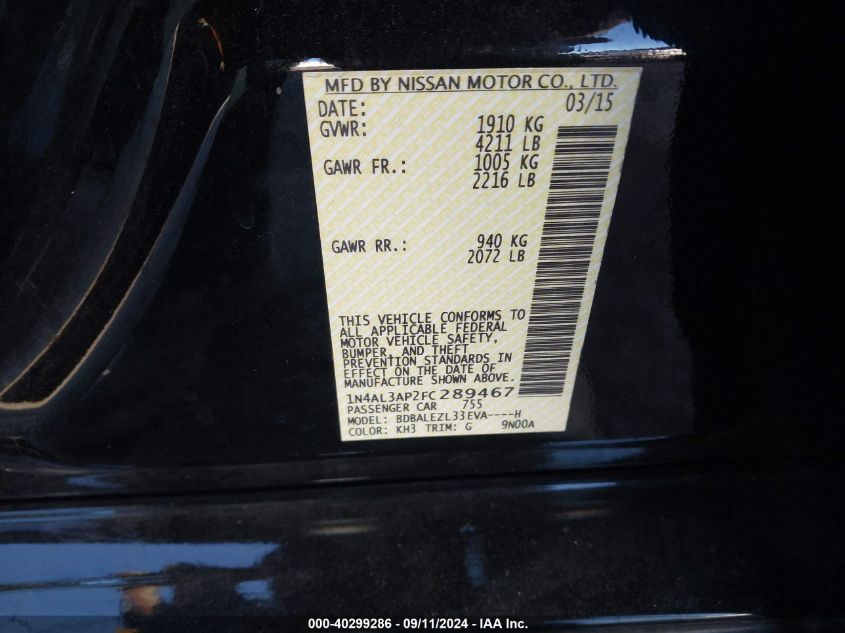 MFD BY NISSAN MOTOR CO., LTD.
DATE: 03/15
GVWR: 1910 KG
4211 LB
GAWR FR.: 1005 KG
2216 LB
GAWR RR.: 940 KG
2072 LB
THIS VEHICLE CONFORMS TO
ALL APPLICABLE FEDERAL
MOTOR VEHICLE SAFETY,
BUMPER, AND THEFT
PREVENTION STANDARDS IN
EFFECT ON THE DATE OF
MANUFACTURE SHOWN ABOVE.
1N4AL3AP2FC289467
PASSENGER CAR 755
MODEL: BDBALEZL33EVA----H
COLOR: KH3 TRIM: G 9N00A
000-40299286 - 09/11/2024 - IAA Inc.